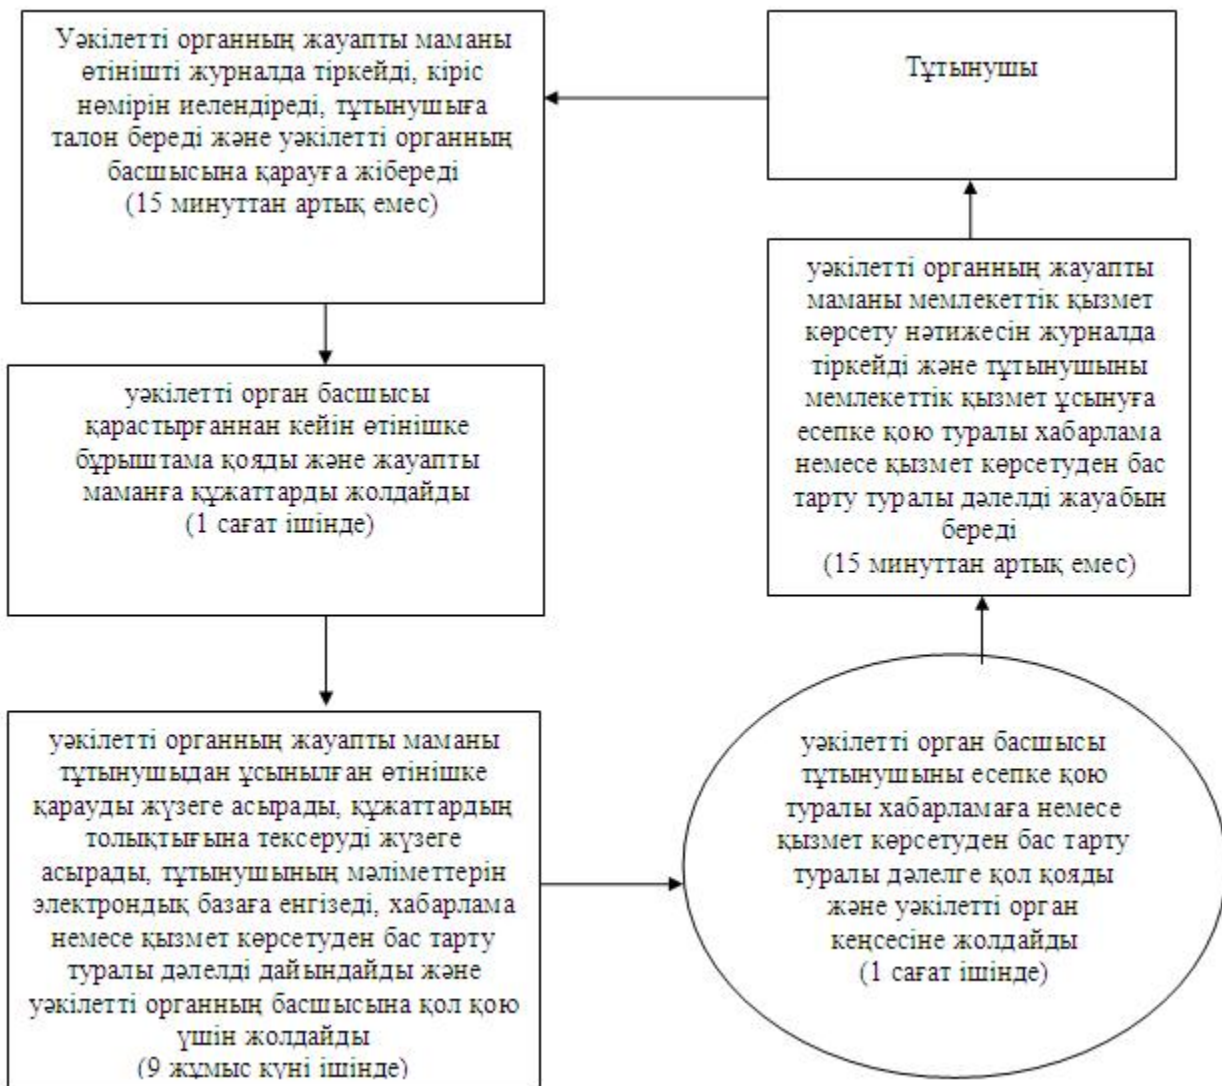 Уәкілетті органның жауапты маманы
өтінішті журналда тіркейді, кіріс
нөмірін иелендіреді, тұтынушыға
талон береді және уәкілетті органның
басшысына қарауға жібереді
(15 минуттан артық емес)
Тұтынушы
уәкілетті орган басшысы
қарастырғаннан кейін өтінішке
бұрыштама қояды және жауапты
маманға құжаттарды жолдайды
(1 сағат ішінде)
уәкілетті органның жауапты маманы
тұтынушыдан ұсынылған өтінішке
қарауды жүзеге асырады, құжаттардың
толықтығына тексеруді жүзеге
асырады, тұтынушының мәліметтерін
электрондық базаға енгізеді, хабарлама
немесе қызмет көрсетуден бас тарту
туралы дәлелді дайындайды және
уәкілетті органның басшысына қол қою
үшін жолдайды
(9 жұмыс күні ішінде)
уәкілетті орган басшысы
тұтынушыны есепке қою
туралы хабарламаға немесе
қызмет көрсетуден бас тарту
туралы дәлелге қол қояды
және уәкілетті орган
кеңсесіне жолдайды
(1 сағат ішінде)
уәкілетті органның жауапты
маманы мемлекеттік қызмет
көрсету нәтижесін журналда
тіркейді және тұтынушыны
мемлекеттік қызмет ұсынуға
есепке қою туралы хабарлама
немесе қызмет көрсетуден бас
тарту туралы дәлелді жауабын
береді
(15 минуттан артық емес)